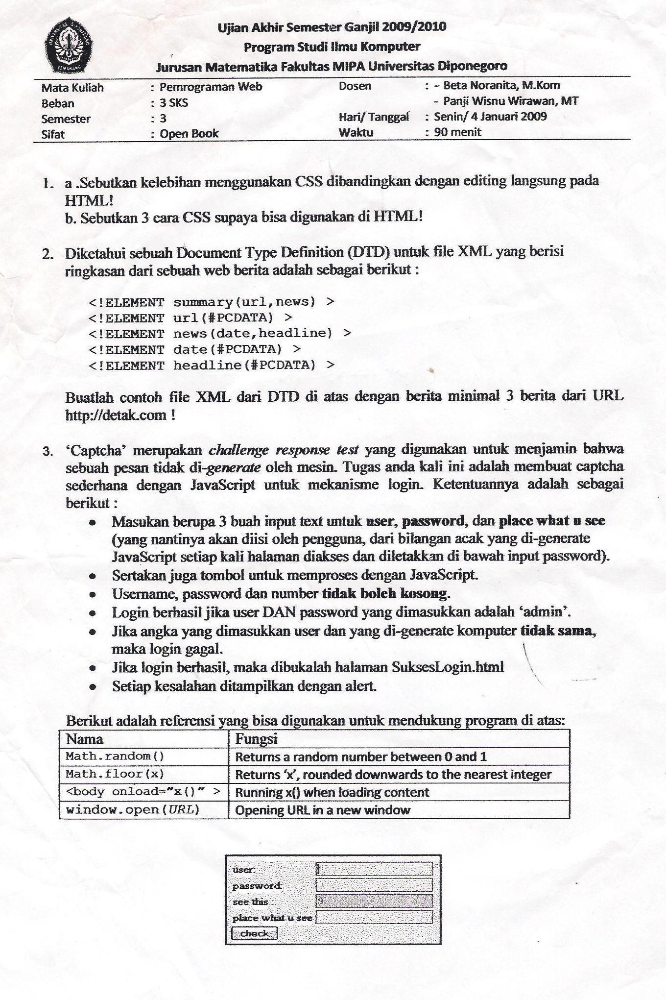 UNIVERSITAS DIPONEGORO
SEMARANG
Ujian Akhir Semester Ganjil 2009/2010
Program Studi Ilmu Komputer
Jurusan Matematika Fakultas MIPA Universitas Diponegoro
Mata Kuliah : Pemrograman Web Dosen : - Beta Noranita, M.Kom
Beban : 3 SKS - Panji Wisnu Wirawan, MT
Semester : 3 Hari/ Tanggal : Senin/ 4 Januari 2009
Sifat : Open Book Waktu : 90 menit
1. a .Sebutkan kelebihan menggunakan CSS dibandingkan dengan editing langsung pada
HTML!
b. Sebutkan 3 cara CSS supaya bisa digunakan di HTML!
2. Diketahui sebuah Document Type Definition (DTD) untuk file XML yang berisi
ringkasan dari sebuah web berita adalah sebagai berikut :
<!ELEMENT summary(url,news) >
<!ELEMENT url(#PCDATA) >
<!ELEMENT news(date,headline) >
<!ELEMENT date(#PCDATA) >
<!ELEMENT headline(#PCDATA) >
Buatlah contoh file XML dari DTD di atas dengan berita minimal 3 berita dari URL
http://detak.com !
3. ‘Captcha’ merupakan challenge response test yang digunakan untuk menjamin bahwa
sebuah pesan tidak di-generate oleh mesin. Tugas anda kali ini adalah membuat captcha
sederhana dengan JavaScript untuk mekanisme login. Ketentuannya adalah sebagai
berikut :
• Masukan berupa 3 buah input text untuk user, password, dan place what u see
(yang nantinya akan diisi oleh pengguna, dari bilangan acak yang di-generate
JavaScript setiap kali halaman diakses dan diletakkan di bawah input password).
• Sertakan juga tombol untuk memproses dengan JavaScript.
• Username, password dan number tidak boleh kosong.
• Login berhasil jika user DAN password yang dimasukkan adalah ‘admin’.
• Jika angka yang dimasukkan user dan yang di-generate komputer tidak sama,
maka login gagal.
• Jika login berhasil, maka dibukalah halaman SuksesLogin.html
• Setiap kesalahan ditampilkan dengan alert.
Berikut adalah referensi yang bisa digunakan untuk mendukung program di atas:
Nama Fungsi
Math.random() Returns a random number between 0 and 1
Math.floor(x) Returns ‘x’, rounded downwards to the nearest integer
<body onload="x()" > Running x() when loading content
window.open(URL) Opening URL in a new window
user:
password:
see this :
place what u see
check